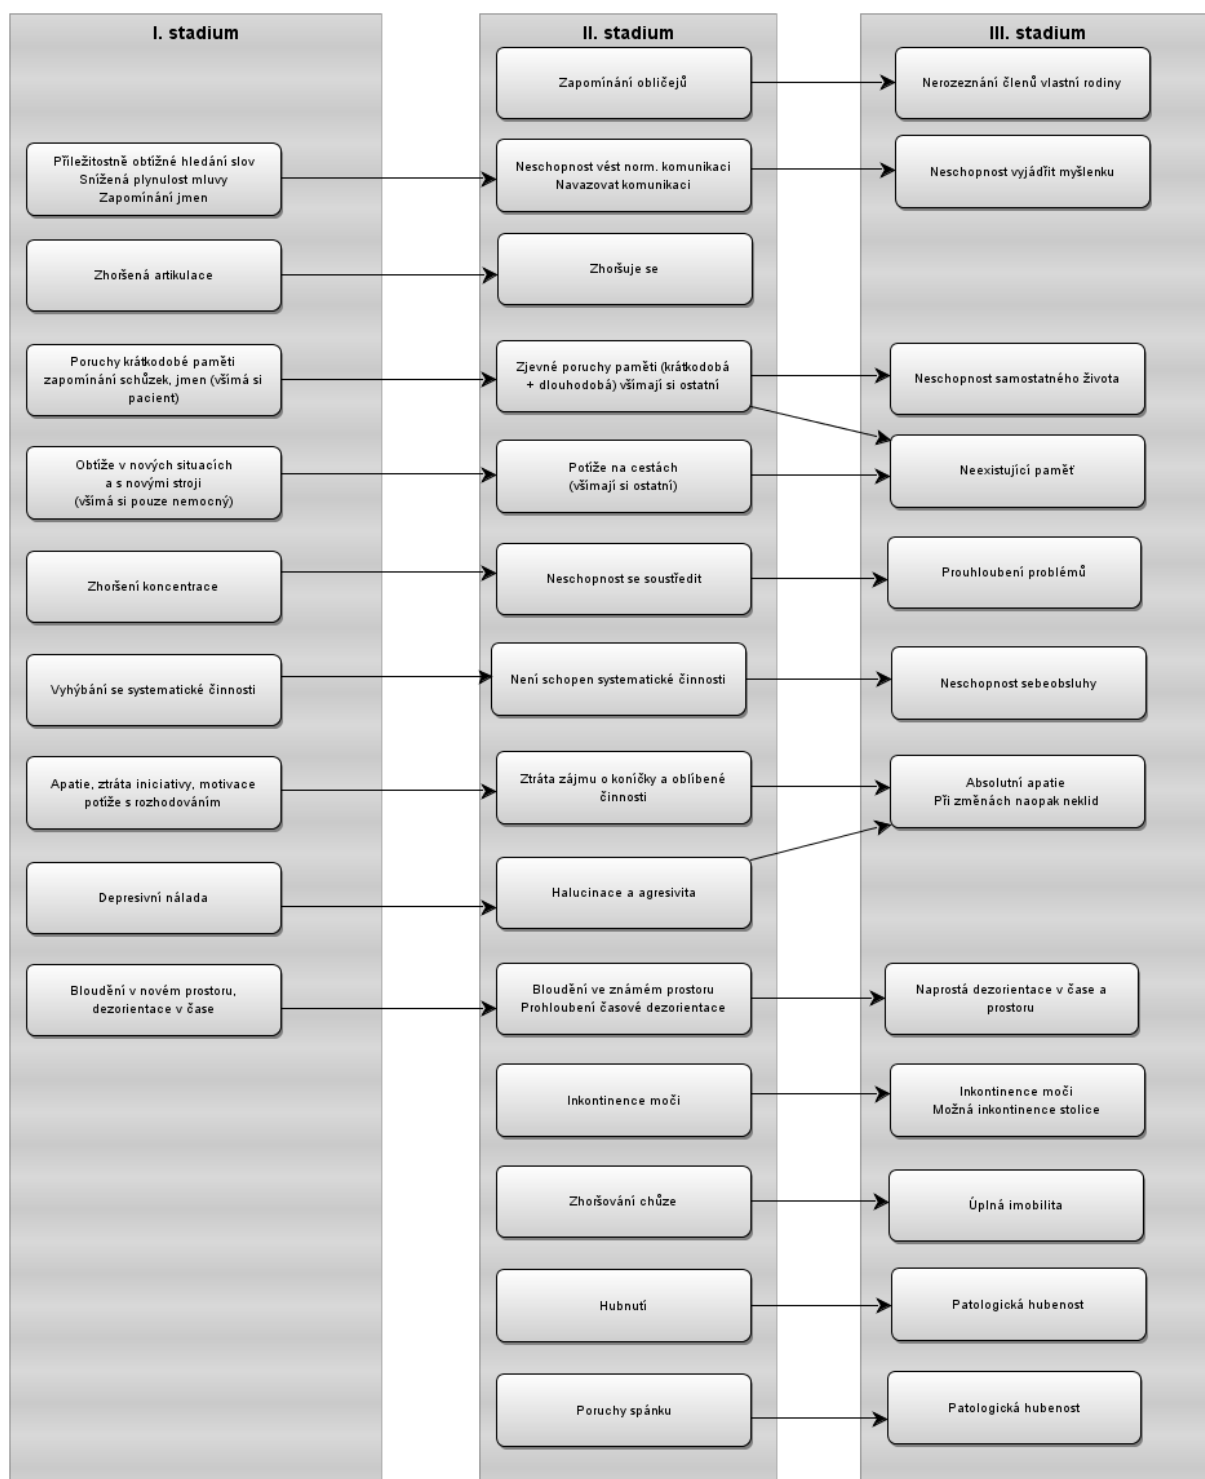 I. stadium
II. stadium
III. stadium
Zapomínání obličejů
Nerozeznání členů vlastní rodiny
Příležitostně obtížné hledání slov
Snížená plynulost mluvy
Zapomínání jmen
Neschopnost vést norm. komunikaci
Navazovat komunikaci
Neschopnost vyjádřit myšlenku
Zhoršená artikulace
Zhoršuje se
Poruchy krátkodobé paměti
zapomínání schůzek, jmen (všímá si
pacient)
Zjevné poruchy paměti (krátkodobá
+ dlouhodobá) všímají si ostatní
Neschopnost samostatného života
Obtíže v nových situacích
a s novými stroji
(všímá si pouze nemocný)
Potíže na cestách
(všímají si ostatní)
Neexistující paměť
Zhoršení koncentrace
Neschopnost se soustředit
Prouhloubení problémů
Vyhýbání se systematické činnosti
Není schopen systematické činnosti
Neschopnost sebeobsluhy
Apatie, ztráta iniciativy, motivace
potíže s rozhodováním
Ztráta zájmu o koníčky a oblíbené
činnosti
Absolutní apatie
Při změnách naopak neklid
Depresivní nálada
Halucinace a agresivita
Bloudění v novém prostoru,
dezorientace v čase
Bloudění ve známém prostoru
Prohloubení časové dezorientace
Naprostá dezorientace v čase a
prostoru
Inkontinence moči
Inkontinence moči
Možná inkontinence stolice
Zhoršování chůze
Úplná imobilita
Hubnutí
Patologická hubenost
Poruchy spánku
Patologická hubenost